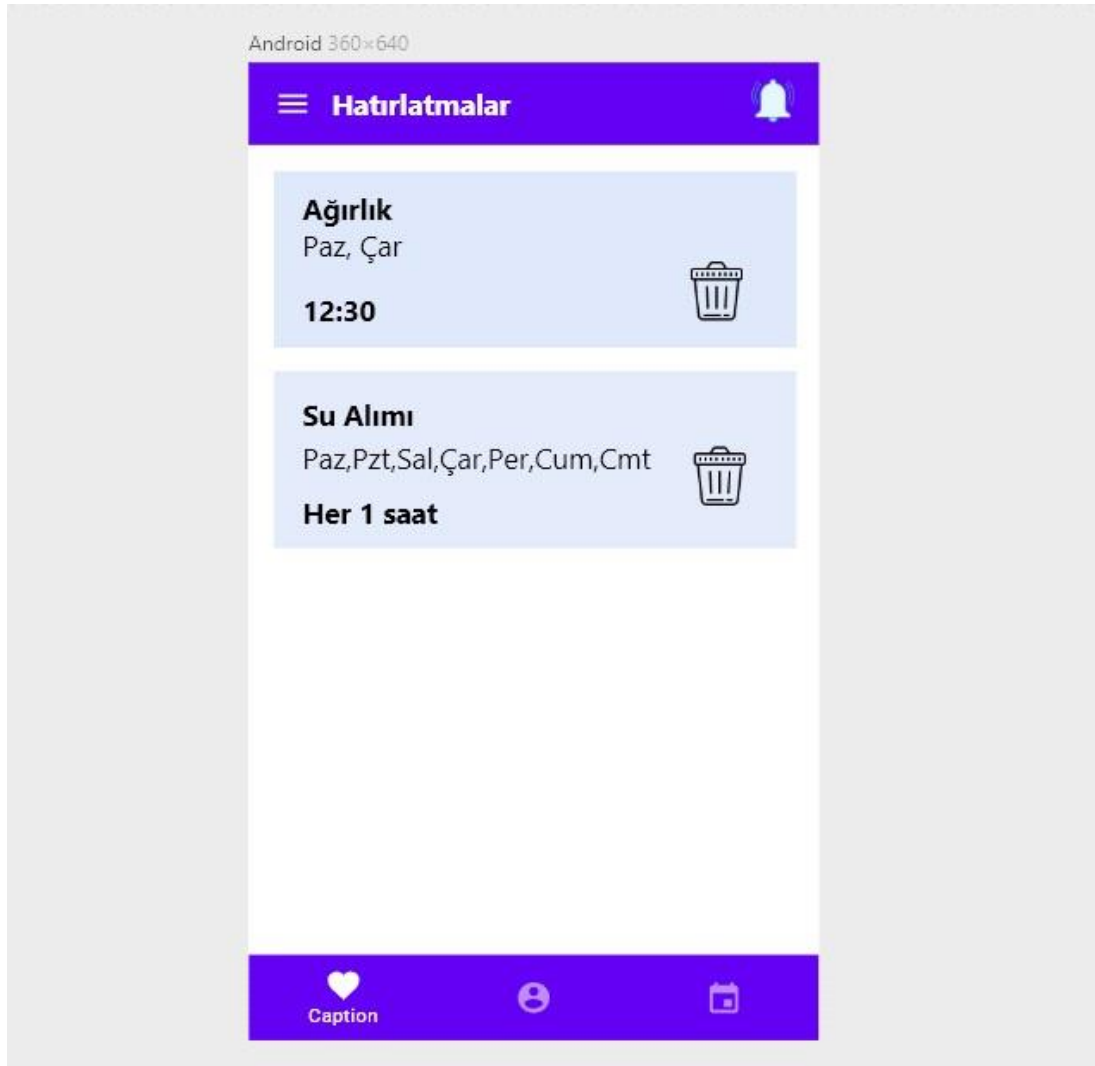 Android 360×640
Hatırlatmalar
Ağırlık
Paz, Çar
12:30
Su Alımı
Paz,Pzt,Sal,Çar,Per,Cum,Cmt
Her 1 saat
Caption